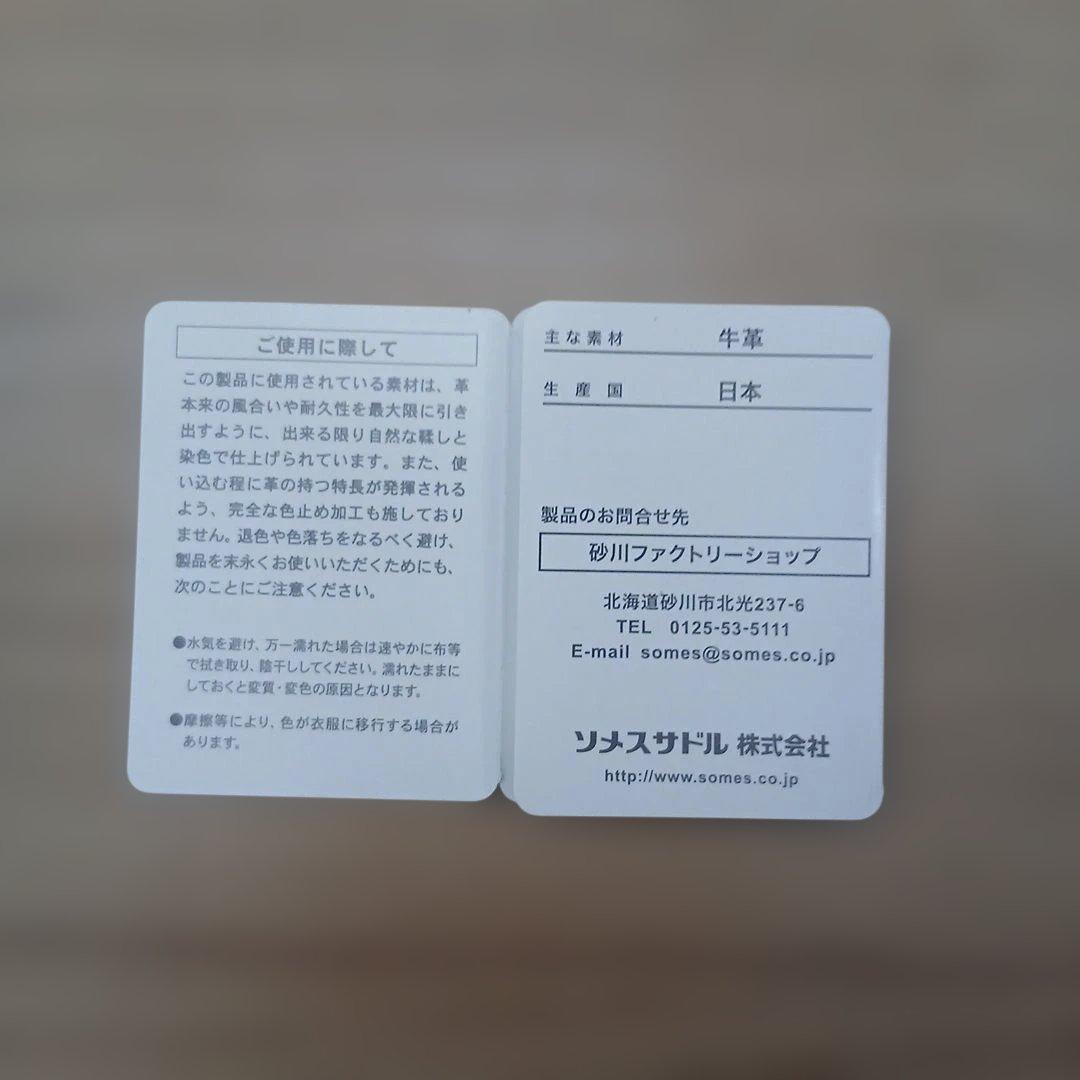 ご使用に際して
この製品に使用されている素材は、革
本来の風合いや耐久性を最大限に引き
出すように、出来る限り自然な鞣しと
染色で仕上げられています。また、使
い込む程に革の持つ特長が発揮される
よう、完全な色止め加工も施しており
ません。退色や色落ちをなるべく避け、
製品を末永くお使いいただくためにも、
次のことにご注意ください。
●水気を避け、万一濡れた場合は速やかに布等
で拭き取り、陰干ししてください。濡れたままに
しておくと変質・変色の原因となります。
●摩擦等により、色が衣服に移行する場合が
あります。
主な素材 牛革
生産国 日本
製品のお問合せ先
砂川ファクトリーショップ
北海道砂川市北光237-6
TEL 0125-53-5111
E-mail somes@somes.co.jp
ソメスサドル 株式会社
http://www.somes.co.jp